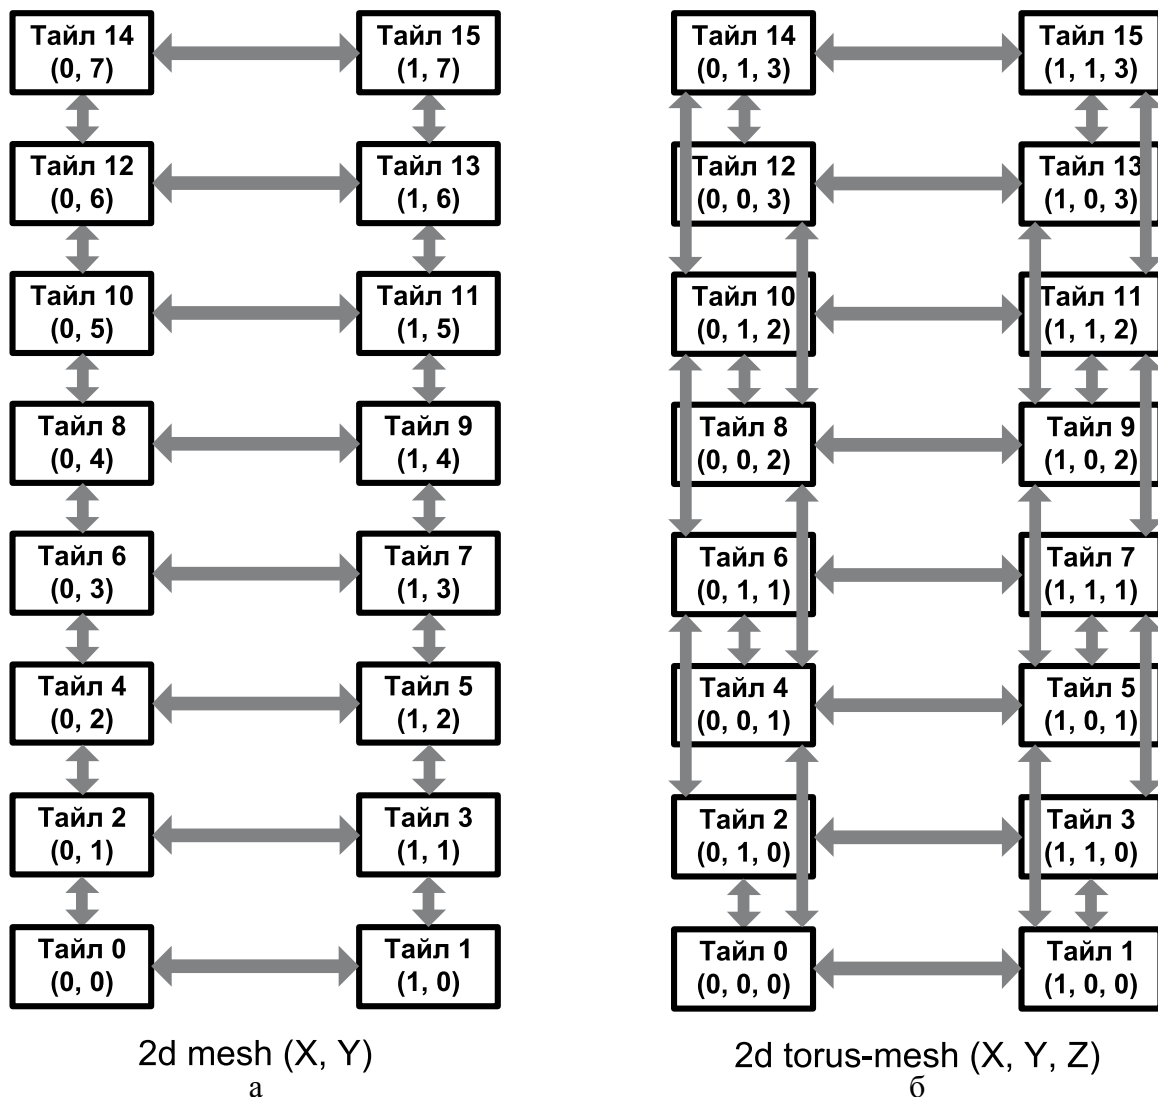 Тайл 14
(0, 7)
Тайл 15
(1, 7)
Тайл 12
(0, 6)
Тайл 13
(1, 6)
Тайл 10
(0, 5)
Тайл 11
(1, 5)
Тайл 8
(0, 4)
Тайл 9
(1, 4)
Тайл 6
(0, 3)
Тайл 7
(1, 3)
Тайл 4
(0, 2)
Тайл 5
(1, 2)
Тайл 2
(0, 1)
Тайл 3
(1, 1)
Тайл 0
(0, 0)
Тайл 1
(1, 0)
2d mesh (X, Y)
а
Тайл 14
(0, 1, 3)
Тайл 15
(1, 1, 3)
Тайл 12
(0, 0, 3)
Тайл 13
(1, 0, 3)
Тайл 10
(0, 1, 2)
Тайл 11
(1, 1, 2)
Тайл 8
(0, 0, 2)
Тайл 9
(1, 0, 2)
Тайл 6
(0, 1, 1)
Тайл 7
(1, 1, 1)
Тайл 4
(0, 0, 1)
Тайл 5
(1, 0, 1)
Тайл 2
(0, 1, 0)
Тайл 3
(1, 1, 0)
Тайл 0
(0, 0, 0)
Тайл 1
(1, 0, 0)
2d torus-mesh (X, Y, Z)
б